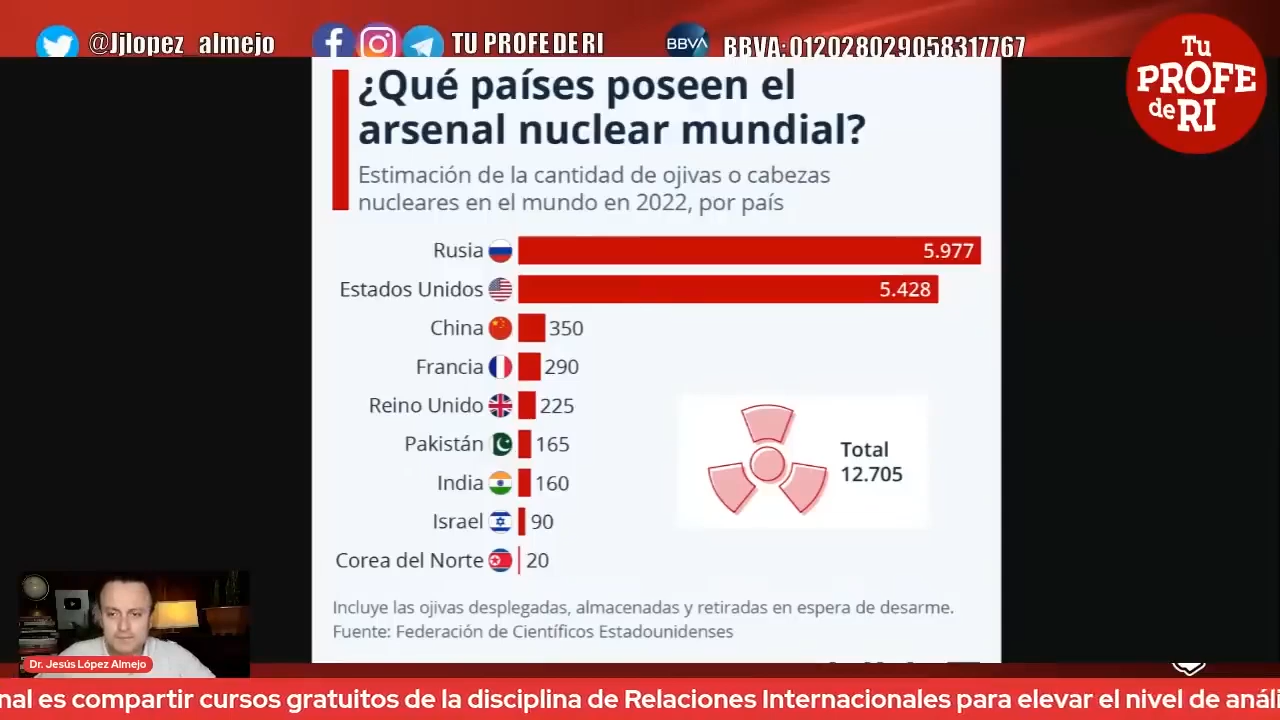 @Jjlopez_almejo
TU PROFE DE RI
BBVA
BBVA: 012028029058317767
Tu
PROFE
de RI
¿Qué países poseen el
arsenal nuclear mundial?
Estimación de la cantidad de ojivas o cabezas
nucleares en el mundo en 2022, por país
Rusia 5.977
Estados Unidos 5.428
China 350
Francia 290
Reino Unido 225
Pakistán 165
India 160
Israel 90
Corea del Norte 20
Total
12.705
Incluye las ojivas desplegadas, almacenadas y retiradas en espera de desarme.
Fuente: Federación de Científicos Estadounidenses
Dr. Jesús López Almejo
nal es compartir cursos gratuitos de la disciplina de Relaciones Internacionales para elevar el nivel de análi